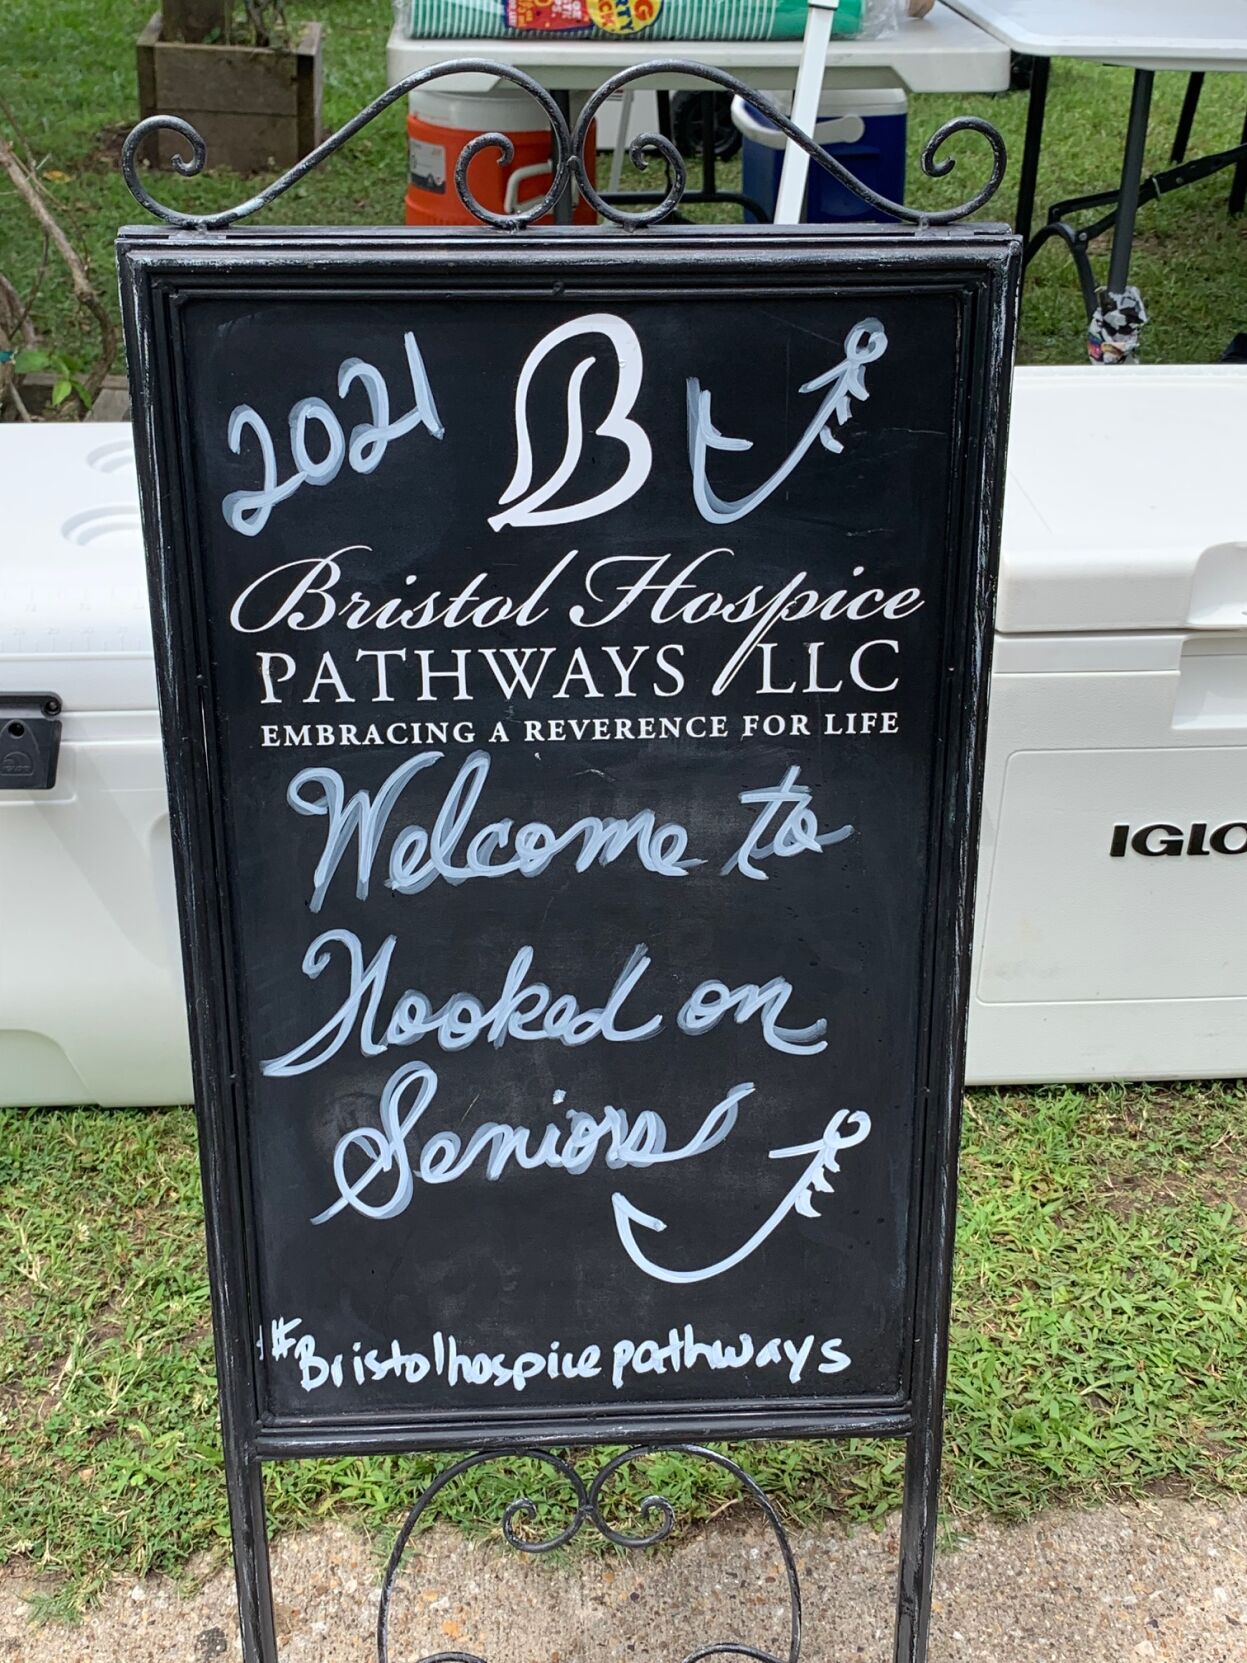 2021
B
Bristol Hospice
PATHWAYS LLC
EMBRACING A REVERENCE FOR LIFE
Welcome to
Hooked on
Seniors
#Bristolhospicepathways
IGLO